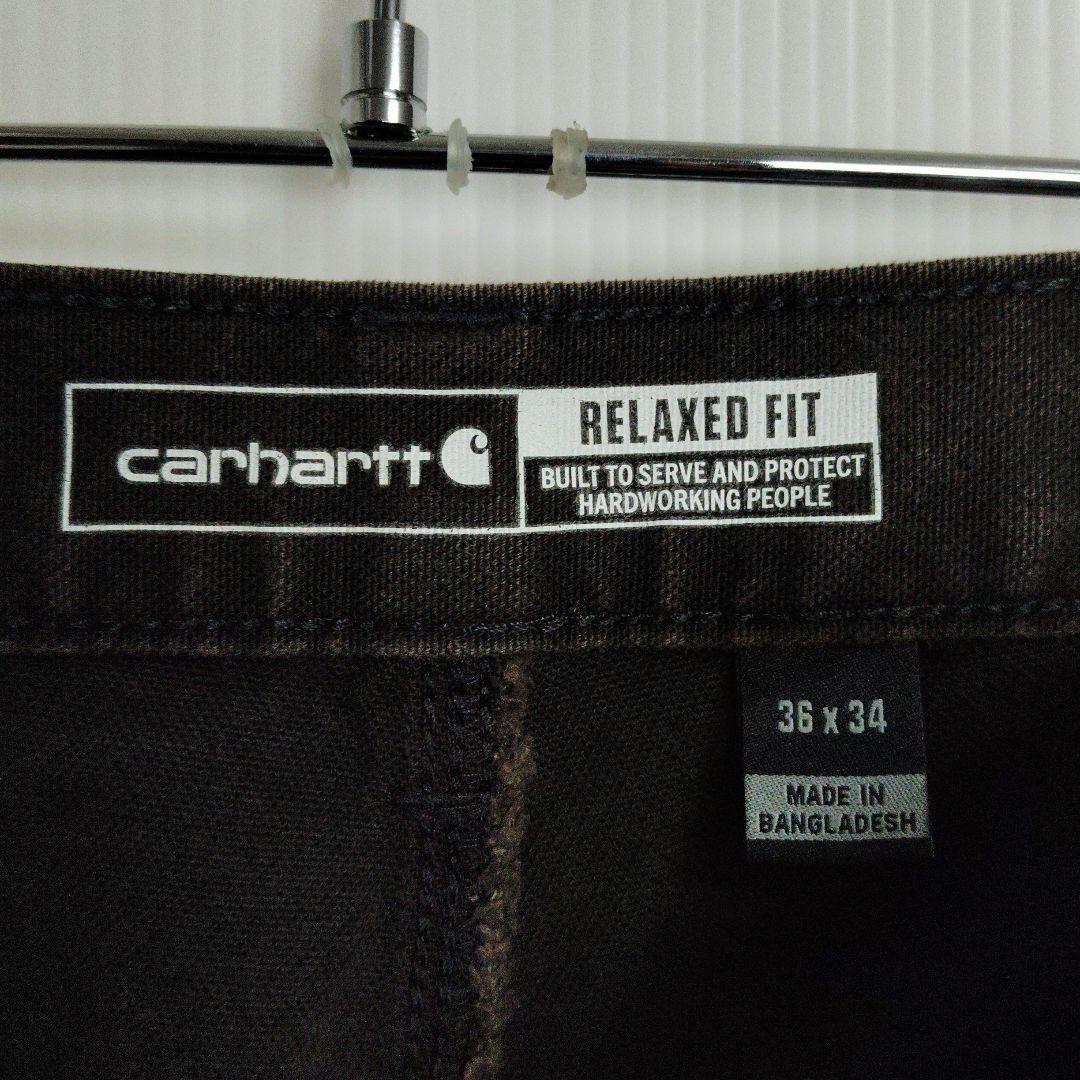 carhartt
RELAXED FIT
BUILT TO SERVE AND PROTECT
HARDWORKING PEOPLE
36 x 34
MADE IN
BANGLADESH